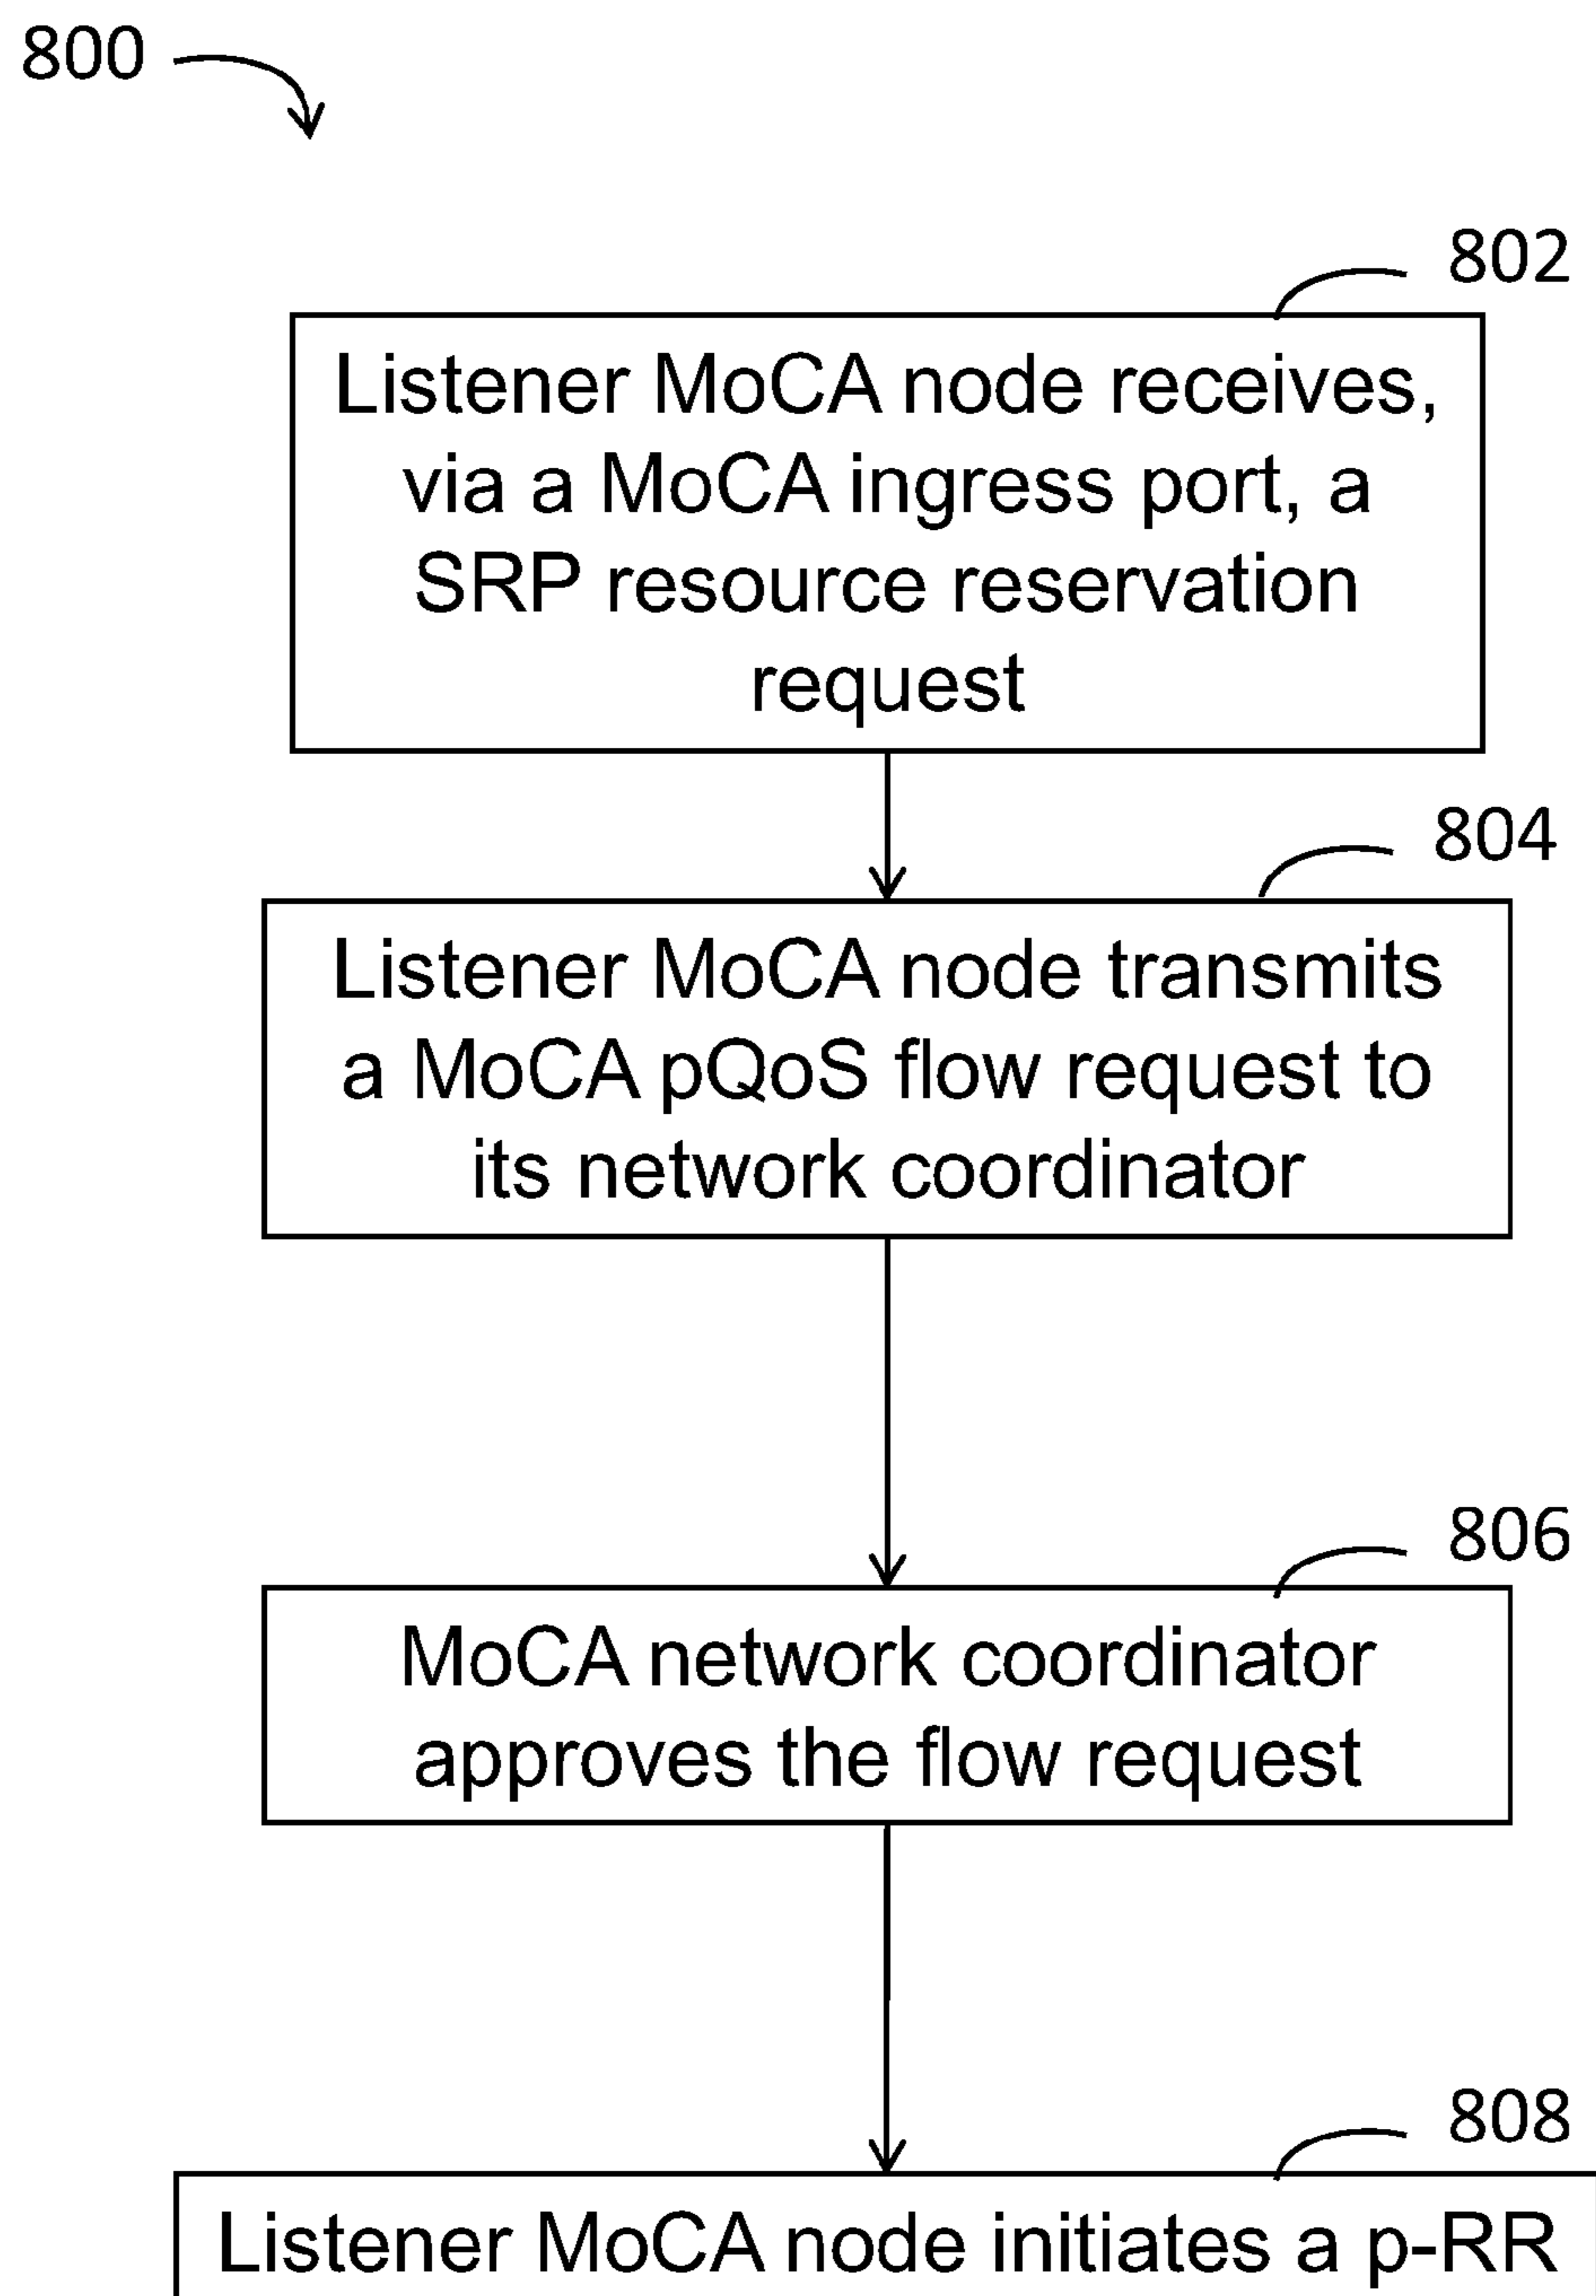 800
802
Listener MoCA node receives,
via a MoCA ingress port, a
SRP resource reservation
request
804
Listener MoCA node transmits
a MoCA pQoS flow request to
its network coordinator
806
MoCA network coordinator
approves the flow request
808
Listener MoCA node initiates a p-RR